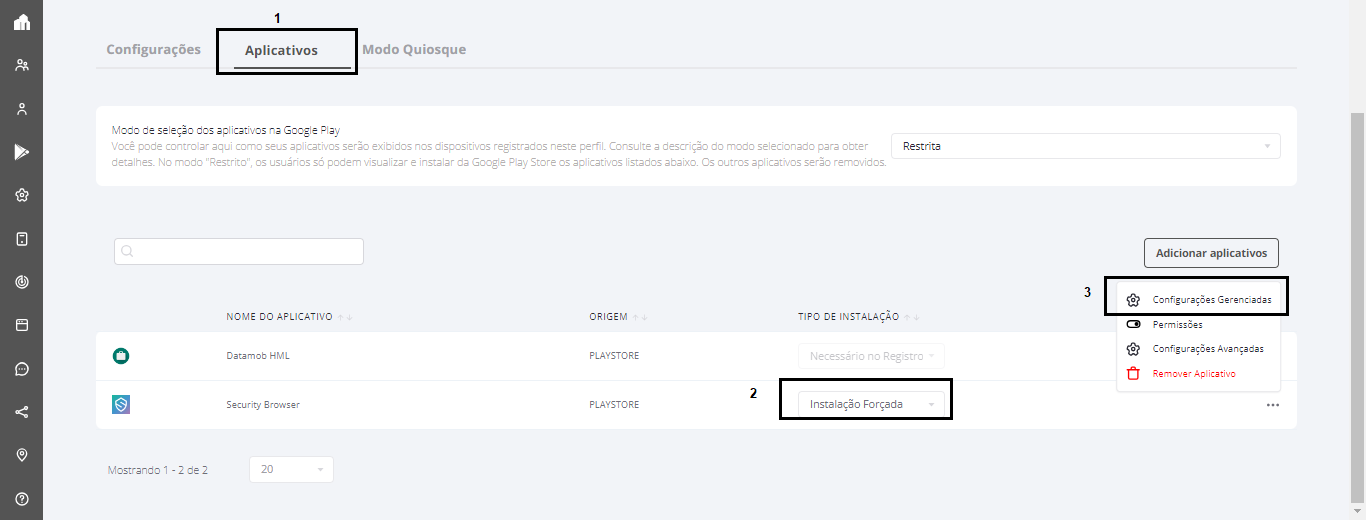 1
Configurações
Aplicativos
Modo Quiosque
Modo de seleção dos aplicativos na Google Play
Você pode controlar aqui como seus aplicativos serão exibidos nos dispositivos registrados neste perfil. Consulte a descrição do modo selecionado para obter
detalhes. No modo "Restrito", os usuários só podem visualizar e instalar da Google Play Store os aplicativos listados abaixo. Os outros aplicativos serão removidos.
Restrita
Adicionar aplicativos
3
Configurações Gerenciadas
Permissões
Configurações Avançadas
Remover Aplicativo
NOME DO APLICATIVO
ORIGEM
TIPO DE INSTALAÇÃO
Datamob HML
PLAYSTORE
Necessário no Registro
2
Security Browser
PLAYSTORE
Instalação Forçada
Mostrando 1 - 2 de 2
20